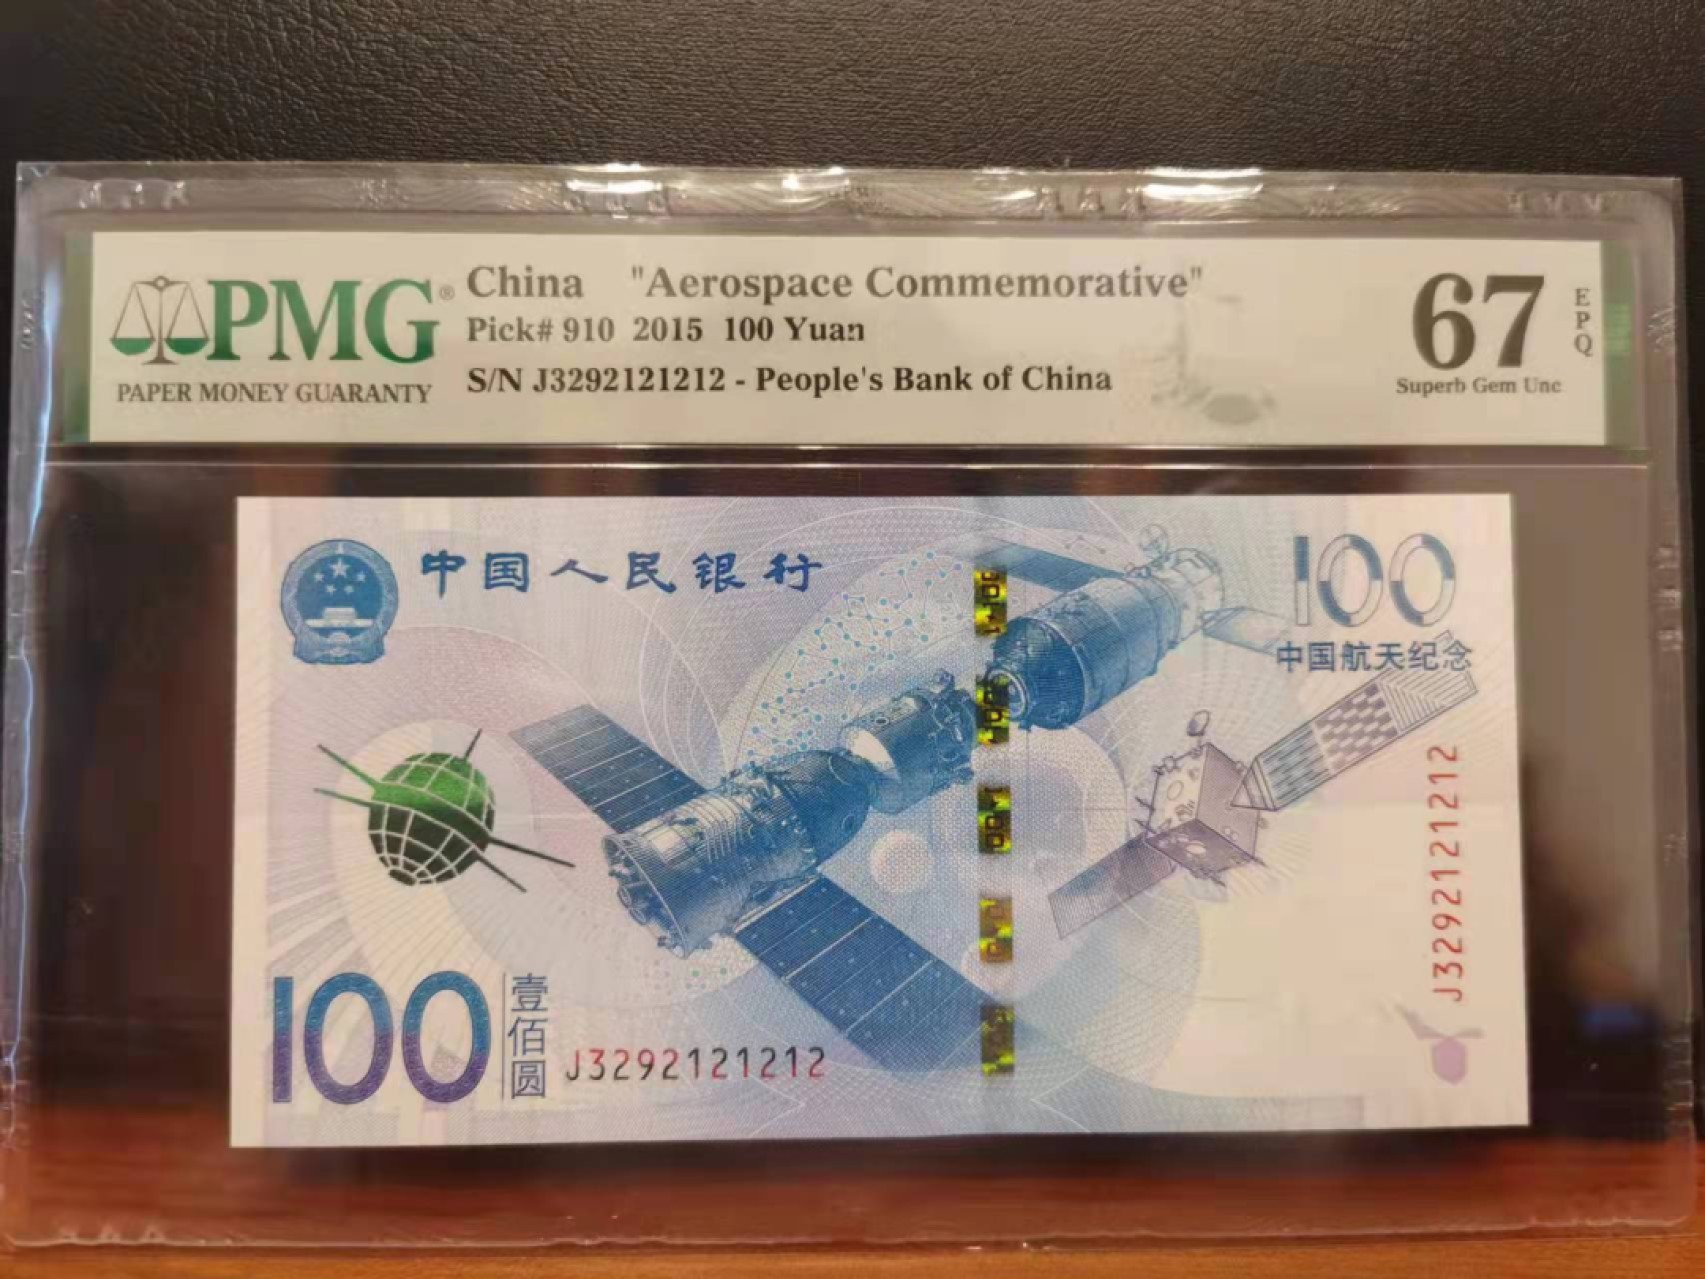 PMG®
PAPER MONEY GUARANTY
China "Aerospace Commemorative"
Pick# 910 2015 100 Yuan
S/N J3292121212 - People's Bank of China
67
EPQ
Superb Gem Unc
中国人民银行
100
中国航天纪念
J3292121212
100
壹佰圆
J3292121212